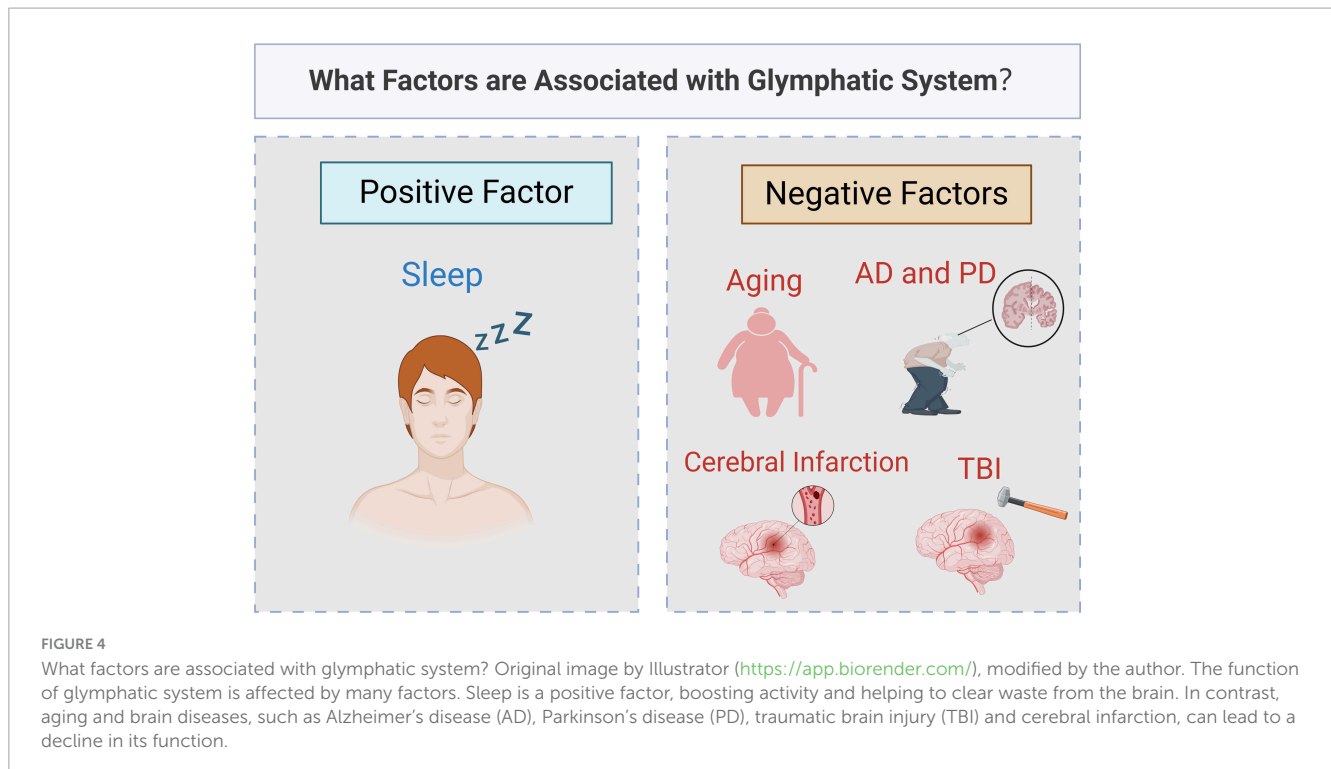 What Factors are Associated with Glymphatic System?
Positive Factor
Sleep
z z Z
Negative Factors
Aging
AD and PD
Cerebral Infarction
TBI
FIGURE 4
What factors are associated with glymphatic system? Original image by Illustrator (https://app.biorender.com/), modified by the author. The function
of glymphatic system is affected by many factors. Sleep is a positive factor, boosting activity and helping to clear waste from the brain. In contrast,
aging and brain diseases, such as Alzheimer's disease (AD), Parkinson's disease (PD), traumatic brain injury (TBI) and cerebral infarction, can lead to a
decline in its function.